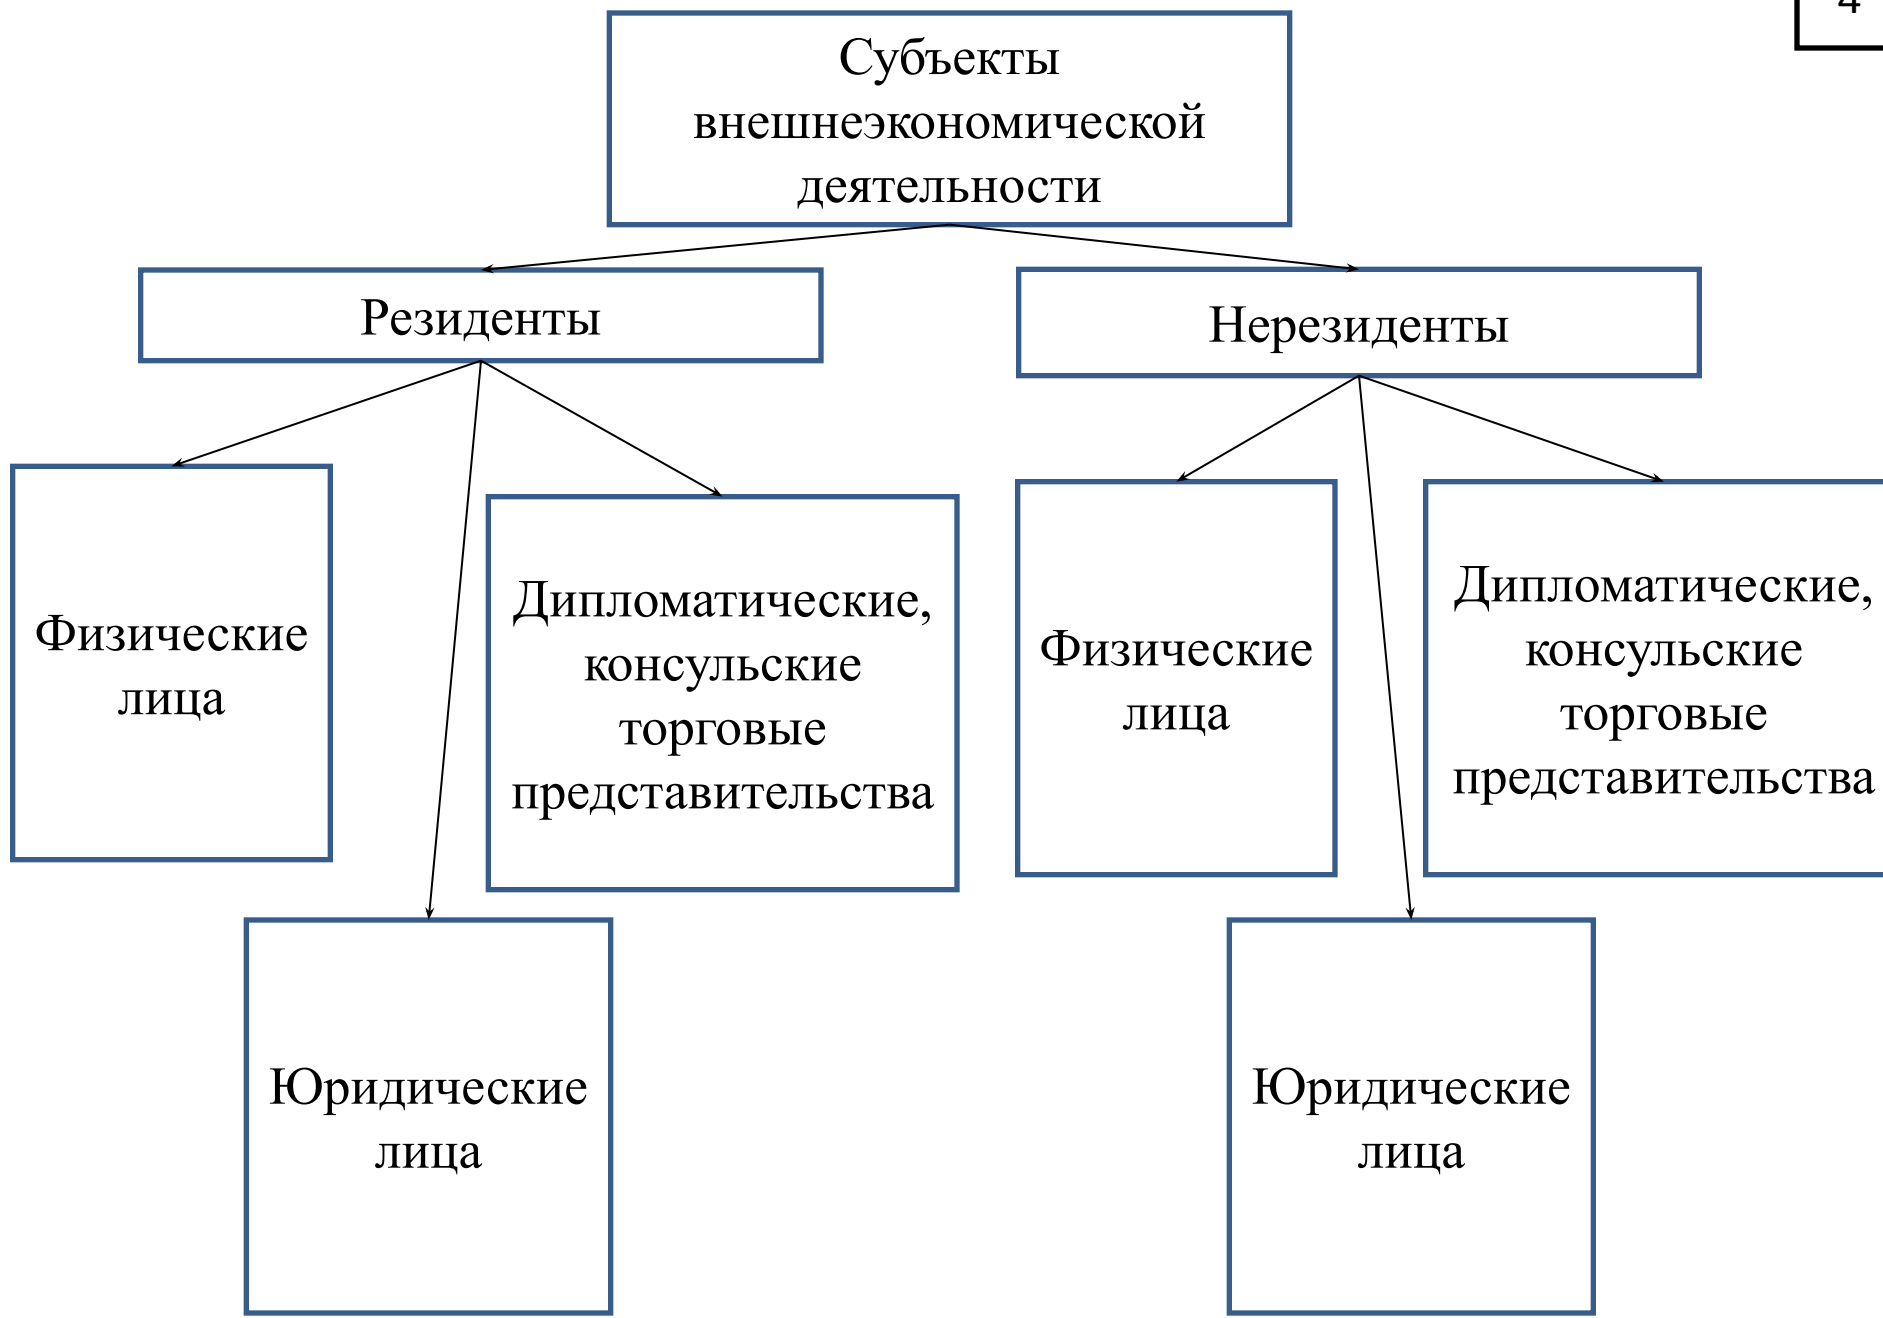 4
Субъекты
внешнеэкономической
деятельности
Резиденты
Нерезиденты
Физические
лица
Дипломатические,
консульские
торговые
представительства
Физические
лица
Дипломатические,
консульские
торговые
представительства
Юридические
лица
Юридические
лица